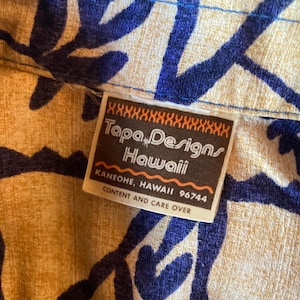 Tapa Designs
Hawaii
KANEOHE, HAWAII 96744
CONTENT AND CARE OVER